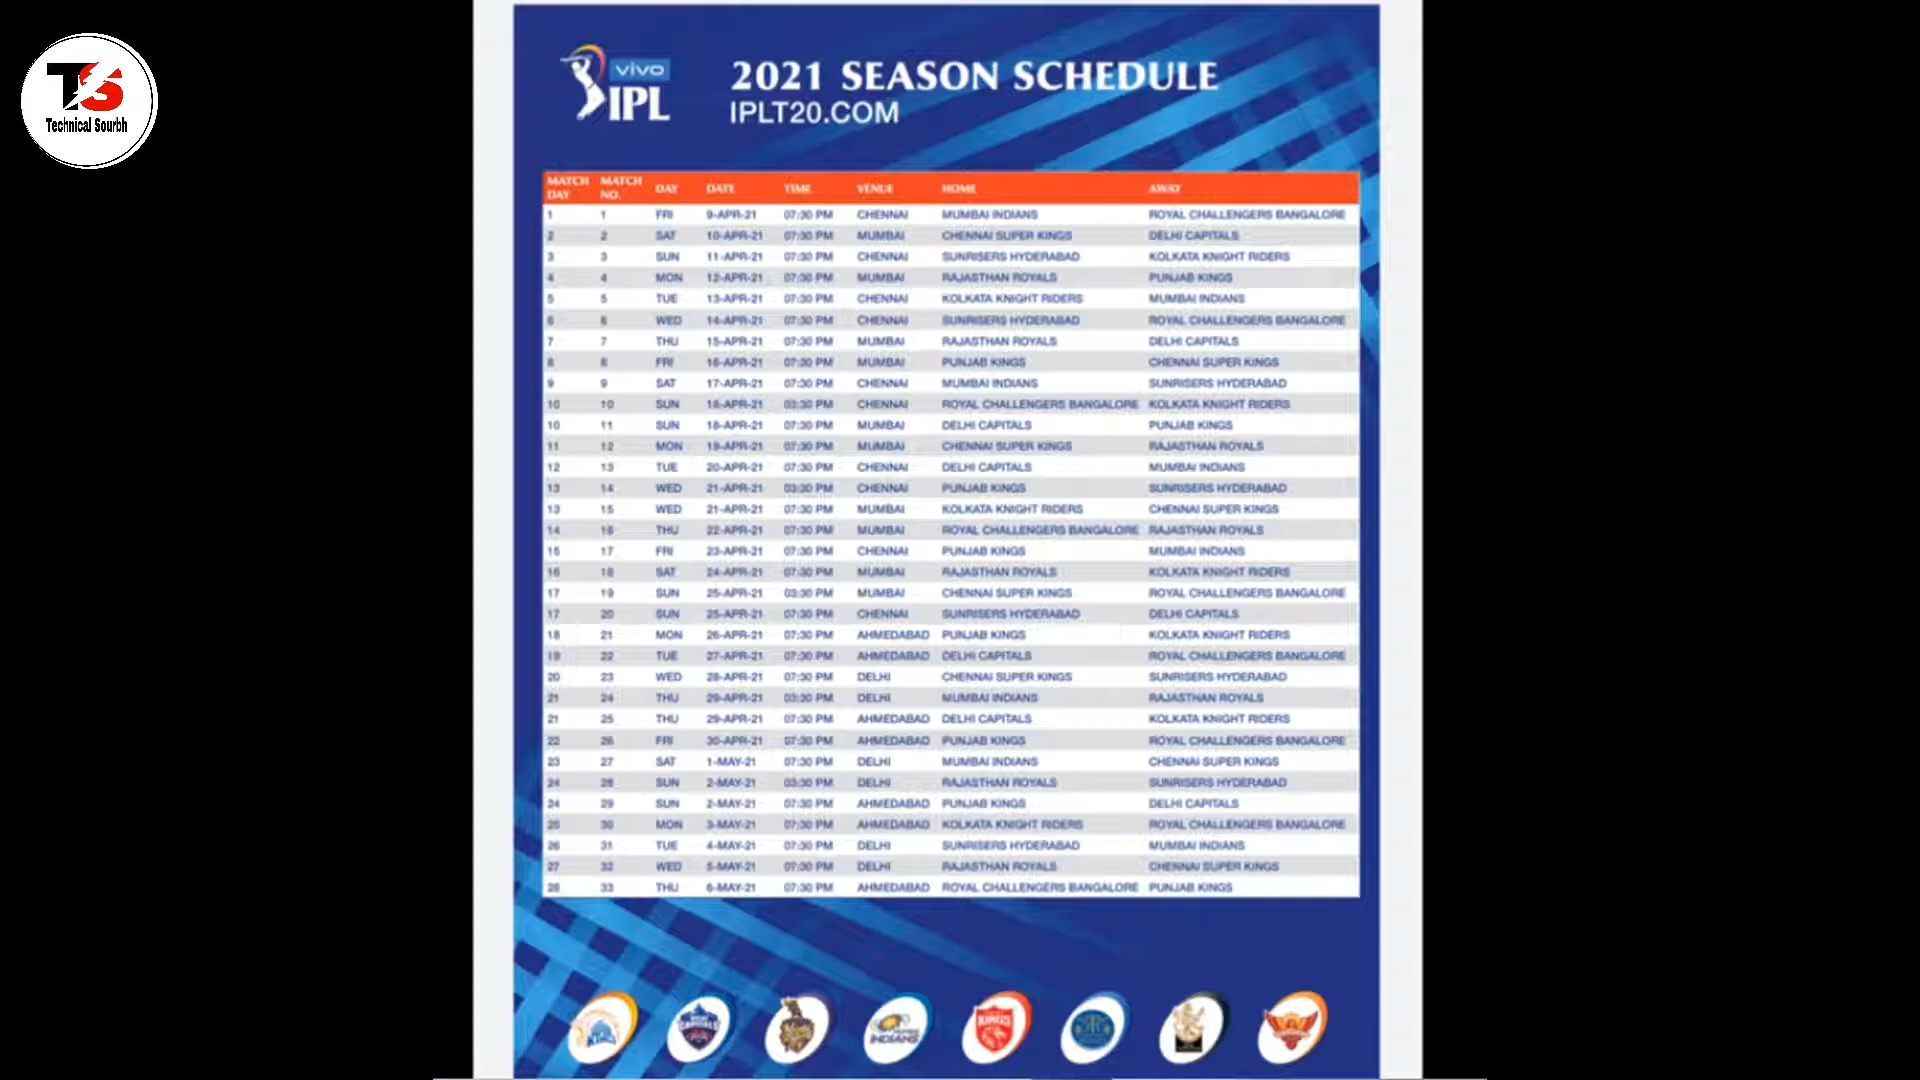 TS
Technical Sourbh
vivo
IPL
2021 SEASON SCHEDULE
IPLT20.COM
MATCH DAY MATCH NO. DAY DATE TIME VENUE HOME AWAY
1 1 FRI 9-APR-21 07:30 PM CHENNAI MUMBAI INDIANS ROYAL CHALLENGERS BANGALORE
2 2 SAT 10-APR-21 07:30 PM MUMBAI CHENNAI SUPER KINGS DELHI CAPITALS
3 3 SUN 11-APR-21 07:30 PM CHENNAI SUNRISERS HYDERABAD KOLKATA KNIGHT RIDERS
4 4 MON 12-APR-21 07:30 PM MUMBAI RAJASTHAN ROYALS PUNJAB KINGS
5 5 TUE 13-APR-21 07:30 PM CHENNAI KOLKATA KNIGHT RIDERS MUMBAI INDIANS
6 6 WED 14-APR-21 07:30 PM CHENNAI SUNRISERS HYDERABAD ROYAL CHALLENGERS BANGALORE
7 7 THU 15-APR-21 07:30 PM MUMBAI RAJASTHAN ROYALS DELHI CAPITALS
8 8 FRI 16-APR-21 07:30 PM MUMBAI PUNJAB KINGS CHENNAI SUPER KINGS
9 9 SAT 17-APR-21 07:30 PM CHENNAI MUMBAI INDIANS SUNRISERS HYDERABAD
10 10 SUN 18-APR-21 03:30 PM CHENNAI ROYAL CHALLENGERS BANGALORE KOLKATA KNIGHT RIDERS
10 11 SUN 18-APR-21 07:30 PM MUMBAI DELHI CAPITALS PUNJAB KINGS
11 12 MON 19-APR-21 07:30 PM MUMBAI CHENNAI SUPER KINGS RAJASTHAN ROYALS
12 13 TUE 20-APR-21 07:30 PM CHENNAI DELHI CAPITALS MUMBAI INDIANS
13 14 WED 21-APR-21 03:30 PM CHENNAI PUNJAB KINGS SUNRISERS HYDERABAD
13 15 WED 21-APR-21 07:30 PM MUMBAI KOLKATA KNIGHT RIDERS CHENNAI SUPER KINGS
14 16 THU 22-APR-21 07:30 PM MUMBAI ROYAL CHALLENGERS BANGALORE RAJASTHAN ROYALS
15 17 FRI 23-APR-21 07:30 PM CHENNAI PUNJAB KINGS MUMBAI INDIANS
16 18 SAT 24-APR-21 07:30 PM MUMBAI RAJASTHAN ROYALS KOLKATA KNIGHT RIDERS
17 19 SUN 25-APR-21 03:30 PM MUMBAI CHENNAI SUPER KINGS ROYAL CHALLENGERS BANGALORE
17 20 SUN 25-APR-21 07:30 PM CHENNAI SUNRISERS HYDERABAD DELHI CAPITALS
18 21 MON 26-APR-21 07:30 PM AHMEDABAD PUNJAB KINGS KOLKATA KNIGHT RIDERS
19 22 TUE 27-APR-21 07:30 PM AHMEDABAD DELHI CAPITALS ROYAL CHALLENGERS BANGALORE
20 23 WED 28-APR-21 07:30 PM DELHI CHENNAI SUPER KINGS SUNRISERS HYDERABAD
21 24 THU 29-APR-21 03:30 PM DELHI MUMBAI INDIANS RAJASTHAN ROYALS
21 25 THU 29-APR-21 07:30 PM AHMEDABAD DELHI CAPITALS KOLKATA KNIGHT RIDERS
22 26 FRI 30-APR-21 07:30 PM AHMEDABAD PUNJAB KINGS ROYAL CHALLENGERS BANGALORE
23 27 SAT 1-MAY-21 07:30 PM DELHI MUMBAI INDIANS CHENNAI SUPER KINGS
24 28 SUN 2-MAY-21 03:30 PM DELHI RAJASTHAN ROYALS SUNRISERS HYDERABAD
24 29 SUN 2-MAY-21 07:30 PM AHMEDABAD PUNJAB KINGS DELHI CAPITALS
25 30 MON 3-MAY-21 07:30 PM AHMEDABAD KOLKATA KNIGHT RIDERS ROYAL CHALLENGERS BANGALORE
26 31 TUE 4-MAY-21 07:30 PM DELHI SUNRISERS HYDERABAD MUMBAI INDIANS
27 32 WED 5-MAY-21 07:30 PM DELHI RAJASTHAN ROYALS CHENNAI SUPER KINGS
28 33 THU 6-MAY-21 07:30 PM AHMEDABAD ROYAL CHALLENGERS BANGALORE PUNJAB KINGS
CAPITALS INDIANS